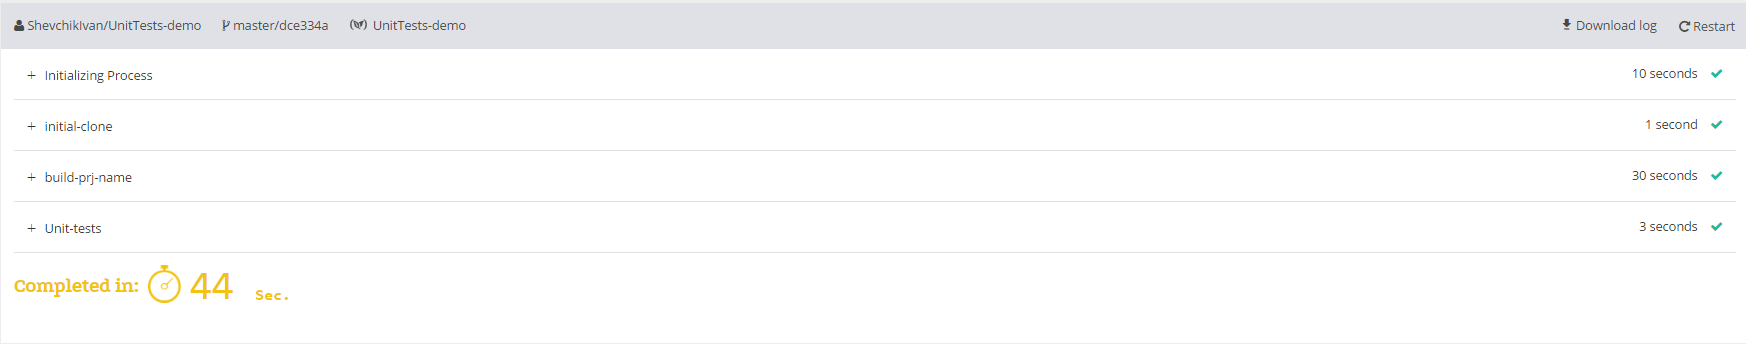 ShevchikIvan/UnitTests-demo master/dce334a UnitTests-demo Download log Restart
+ Initializing Process 10 seconds
+ initial-clone 1 second
+ build-prj-name 30 seconds
+ Unit-tests 3 seconds
Completed in: 44 Sec.